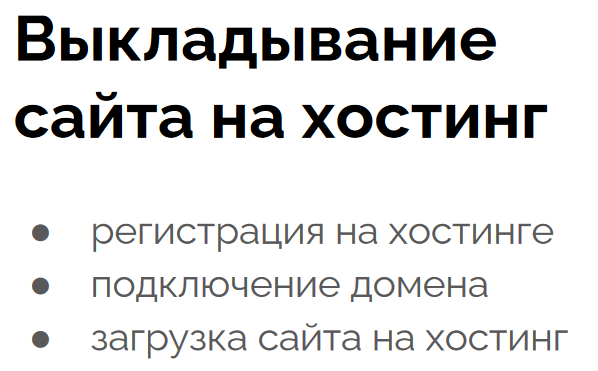 Выкладывание
сайта на хостинг
● регистрация на хостинге
● подключение домена
● загрузка сайта на хостинг